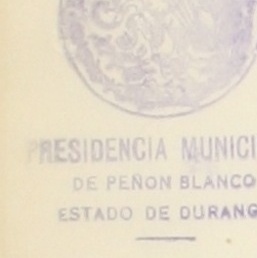 PRESIDENCIA MUNICI
DE PEÑON BLANCO
ESTADO DE DURANG